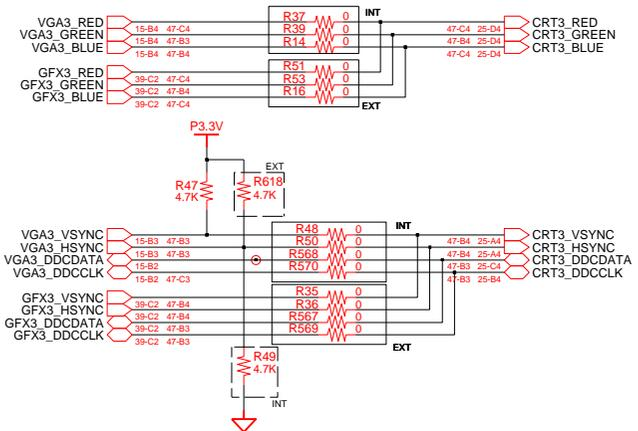 R37 0 INT
VGA3_RED 15-B4 47-C4 47-C4 25-D4 CRT3_RED
R39 0
VGA3_GREEN 15-B4 47-B4 47-B3 25-D4 CRT3_GREEN
R14 0
VGA3_BLUE 15-B4 47-B4 47-C4 25-D4 CRT3_BLUE
R51 0
GFX3_RED 39-C2 47-C4
R53 0
GFX3_GREEN 39-C2 47-B4
R16 0
GFX3_BLUE 39-C2 47-C4
EXT
P3.3V
EXT
R47
4.7K
R618
4.7K
R48 0 INT
VGA3_VSYNC 15-B3 47-B3 47-B4 25-A4 CRT3_VSYNC
R50 0
VGA3_HSYNC 15-B3 47-B3 47-B3 25-A4 CRT3_HSYNC
R568 0
VGA3_DDCDATA 15-B2 47-B3 25-C4 CRT3_DDCDATA
R570 0
VGA3_DDCCLK 15-B2 47-C3 47-B3 25-B4 CRT3_DDCCLK
R35 0
GFX3_VSYNC 39-C2 47-B4
R36 0
GFX3_HSYNC 39-C2 47-B3
R567 0
GFX3_DDCDATA 39-C2 47-B3
R569 0
GFX3_DDCCLK 39-C2 47-B3
EXT
R49
4.7K
INT